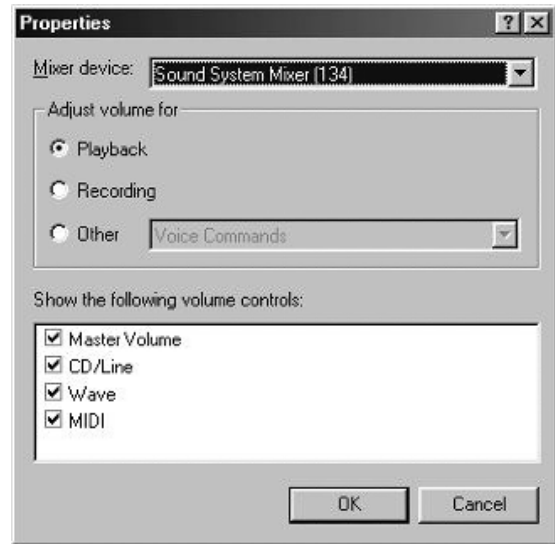 Properties
Mixer device: Sound System Mixer (134)
Adjust volume for
Playback
Recording
Other Voice Commands
Show the following volume controls:
Master Volume
CD/Line
Wave
MIDI
OK Cancel